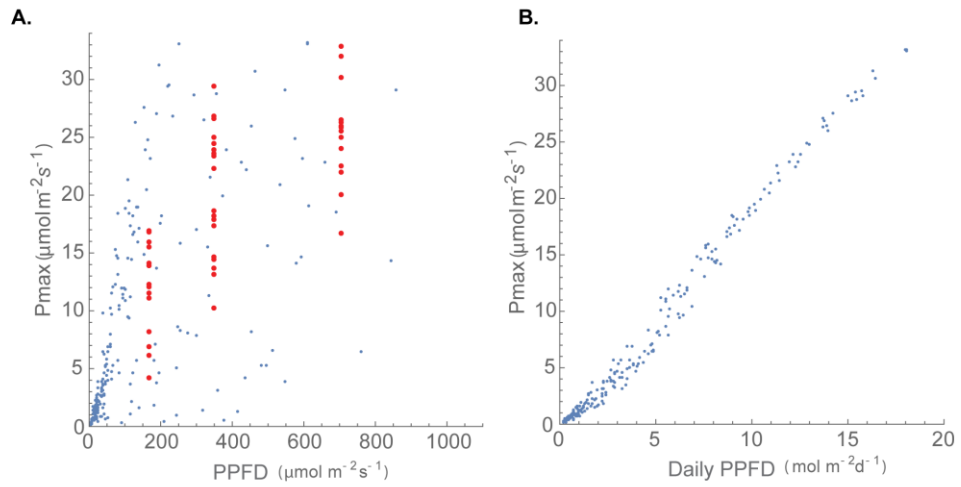 A.
Pmax (μmolm⁻²s⁻¹)
30
25
20
15
10
5
0
0 200 400 600 800 1000
PPFD (μmol m⁻²s⁻¹)
B.
Pmax (μmolm⁻²s⁻¹)
30
25
20
15
10
5
0
0 5 10 15 20
Daily PPFD (mol m⁻²d⁻¹)